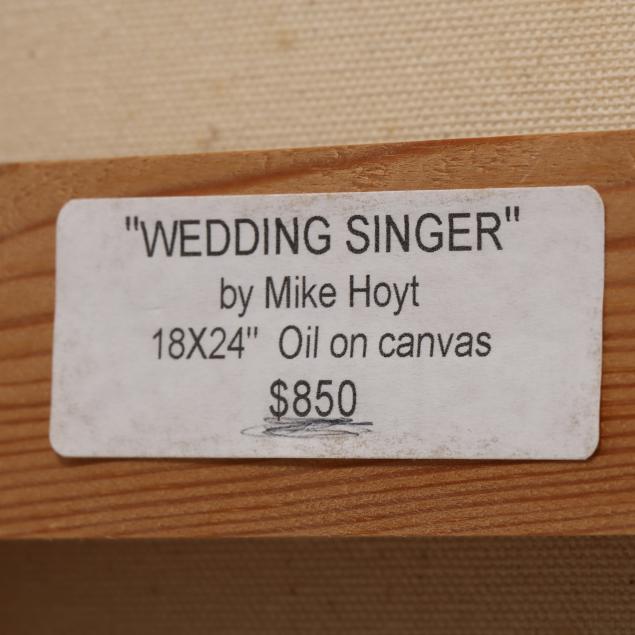 "WEDDING SINGER"
by Mike Hoyt
18X24" Oil on canvas
$850